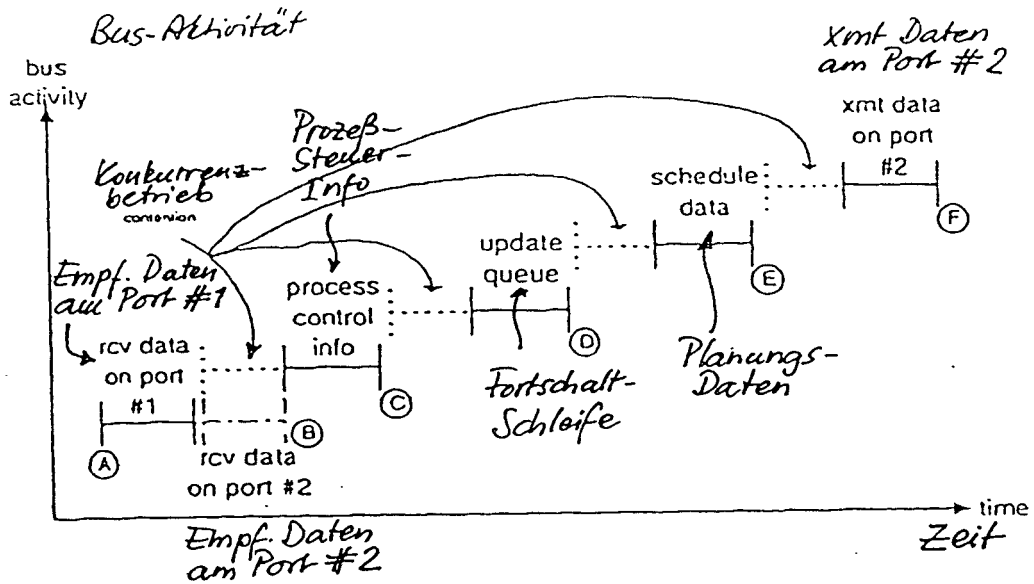 Bus-Aktivität
bus
activity
xmt Daten
am Port #2
xmt data
on port
#2
F
Prozeß-
Steuer-
Info
Konkurrenz-
betrieb
contention
schedule
data
E
Empf. Daten
am Port #1
update
queue
D
process
control
info
C
rcv data
on port
#1
A
B
rcv data
on port #2
Fortschalt-
Schleife
Planungs-
Daten
time
Zeit
Empf. Daten
am Port #2